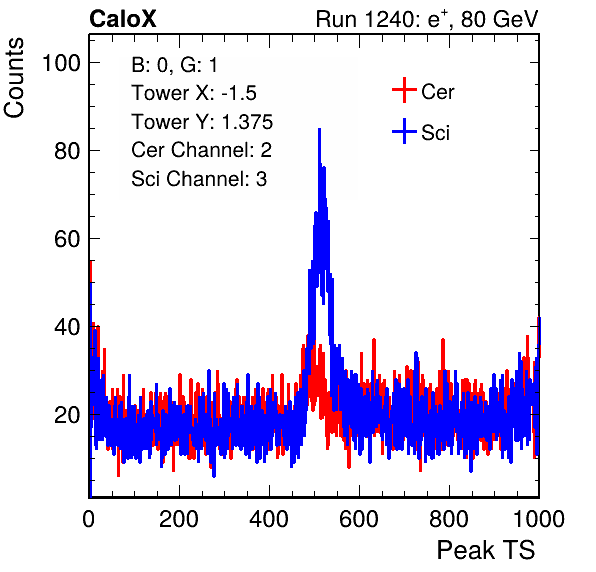 CaloX Run 1240: e+, 80 GeV
Counts
B: 0, G: 1
Tower X: -1.5
Tower Y: 1.375
Cer Channel: 2
Sci Channel: 3
Cer
Sci
100
80
60
40
20
0 200 400 600 800 1000
Peak TS